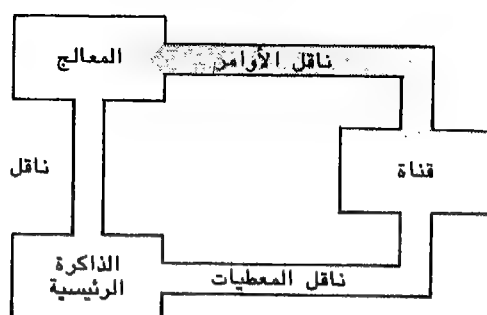 المعالج
ناقل الأوامر
ناقل
قناة
الذاكرة
الرئيسية
ناقل المعطيات